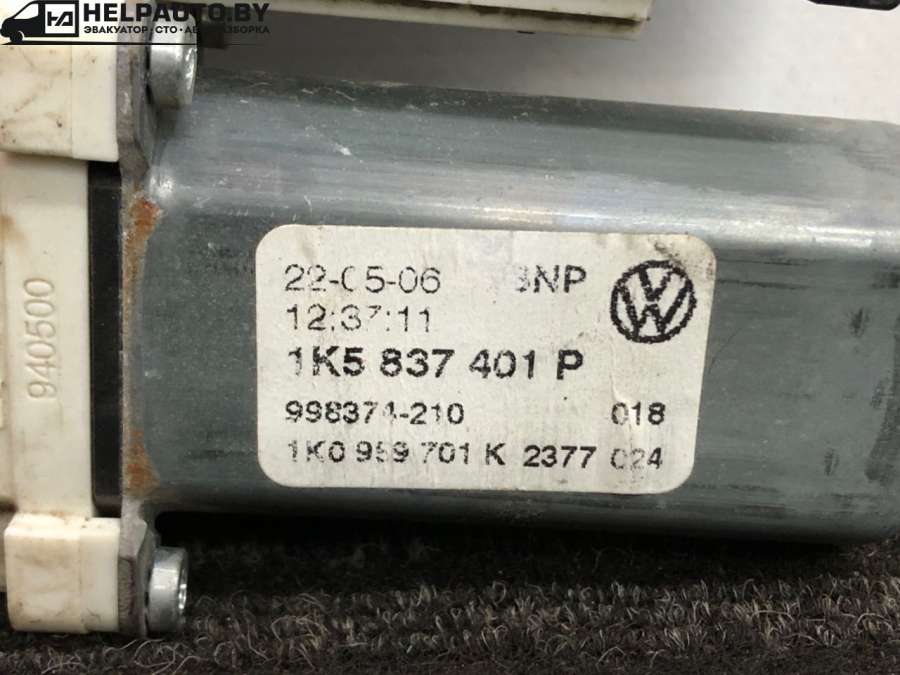 HELPAUTO.BY
ЭВАКУАТОР · СТО · АВТОРАЗБОРКА
940500
22-05-06
12:37:11
1K5 837 401 P
998374-210 018
1K0 959 701 K 2377 024